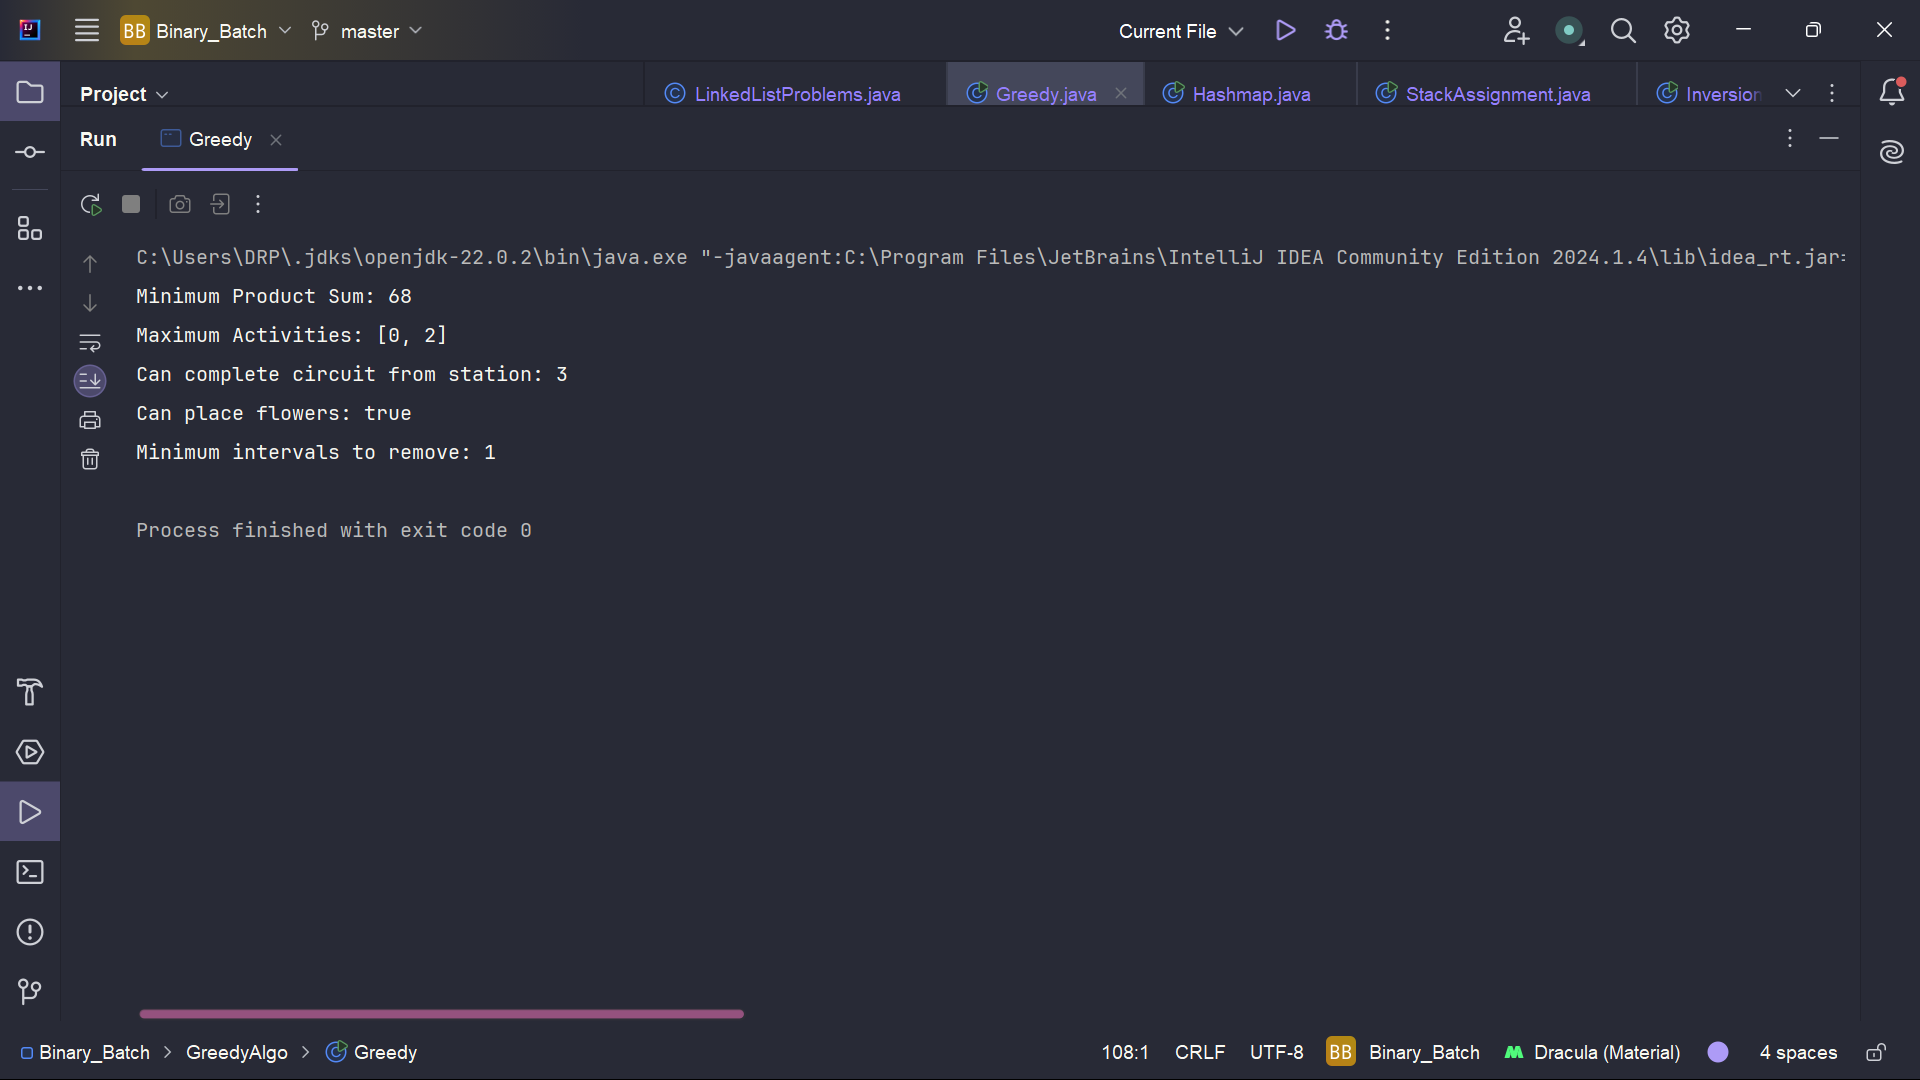 BB Binary_Batch master Current File
Project LinkedListProblems.java Greedy.java Hashmap.java StackAssignment.java Inversion
Run Greedy
C:\Users\DRP\.jdks\openjdk-22.0.2\bin\java.exe "-javaagent:C:\Program Files\JetBrains\IntelliJ IDEA Community Edition 2024.1.4\lib\idea_rt.jar=
Minimum Product Sum: 68
Maximum Activities: [0, 2]
Can complete circuit from station: 3
Can place flowers: true
Minimum intervals to remove: 1
Process finished with exit code 0
Binary_Batch > GreedyAlgo > Greedy 108:1 CRLF UTF-8 BB Binary_Batch Dracula (Material) 4 spaces